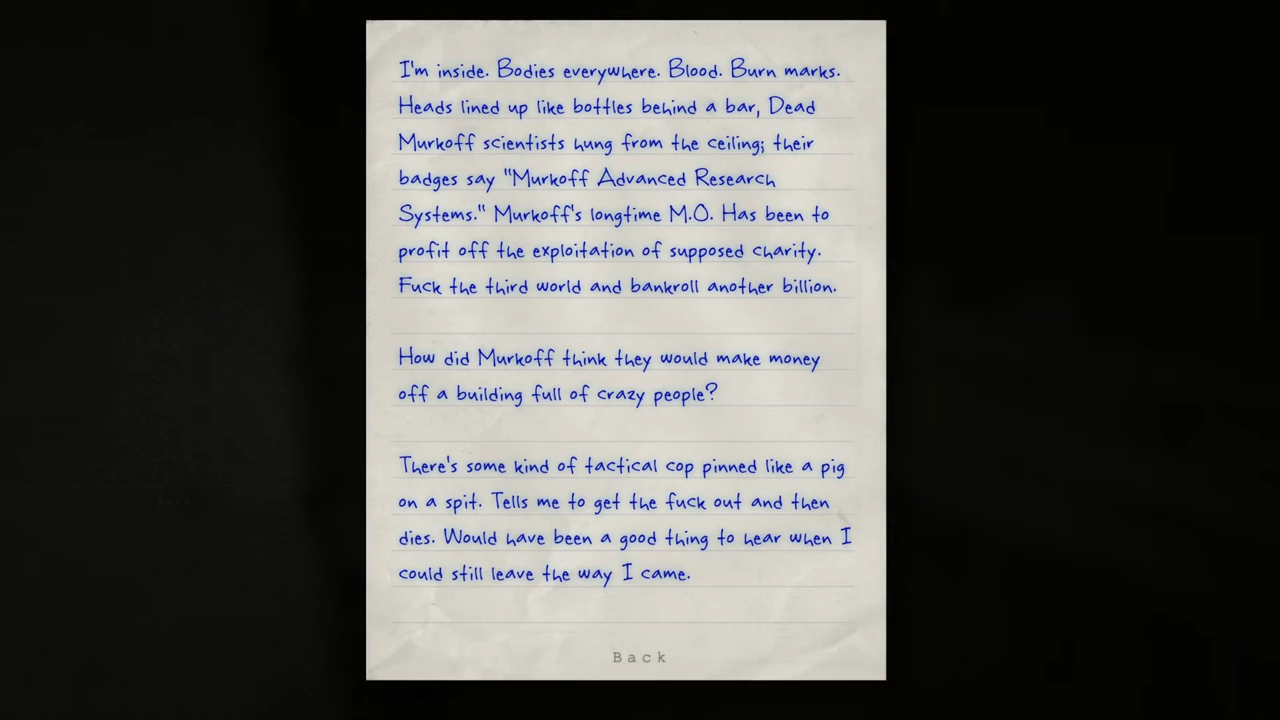 I'm inside. Bodies everywhere. Blood. Burn marks.
Heads lined up like bottles behind a bar, Dead
Murkoff scientists hung from the ceiling; their
badges say "Murkoff Advanced Research
Systems." Murkoff's longtime M.O. Has been to
profit off the exploitation of supposed charity.
Fuck the third world and bankroll another billion.
How did Murkoff think they would make money
off a building full of crazy people?
There's some kind of tactical cop pinned like a pig
on a spit. Tells me to get the fuck out and then
dies. Would have been a good thing to hear when I
could still leave the way I came.
Back